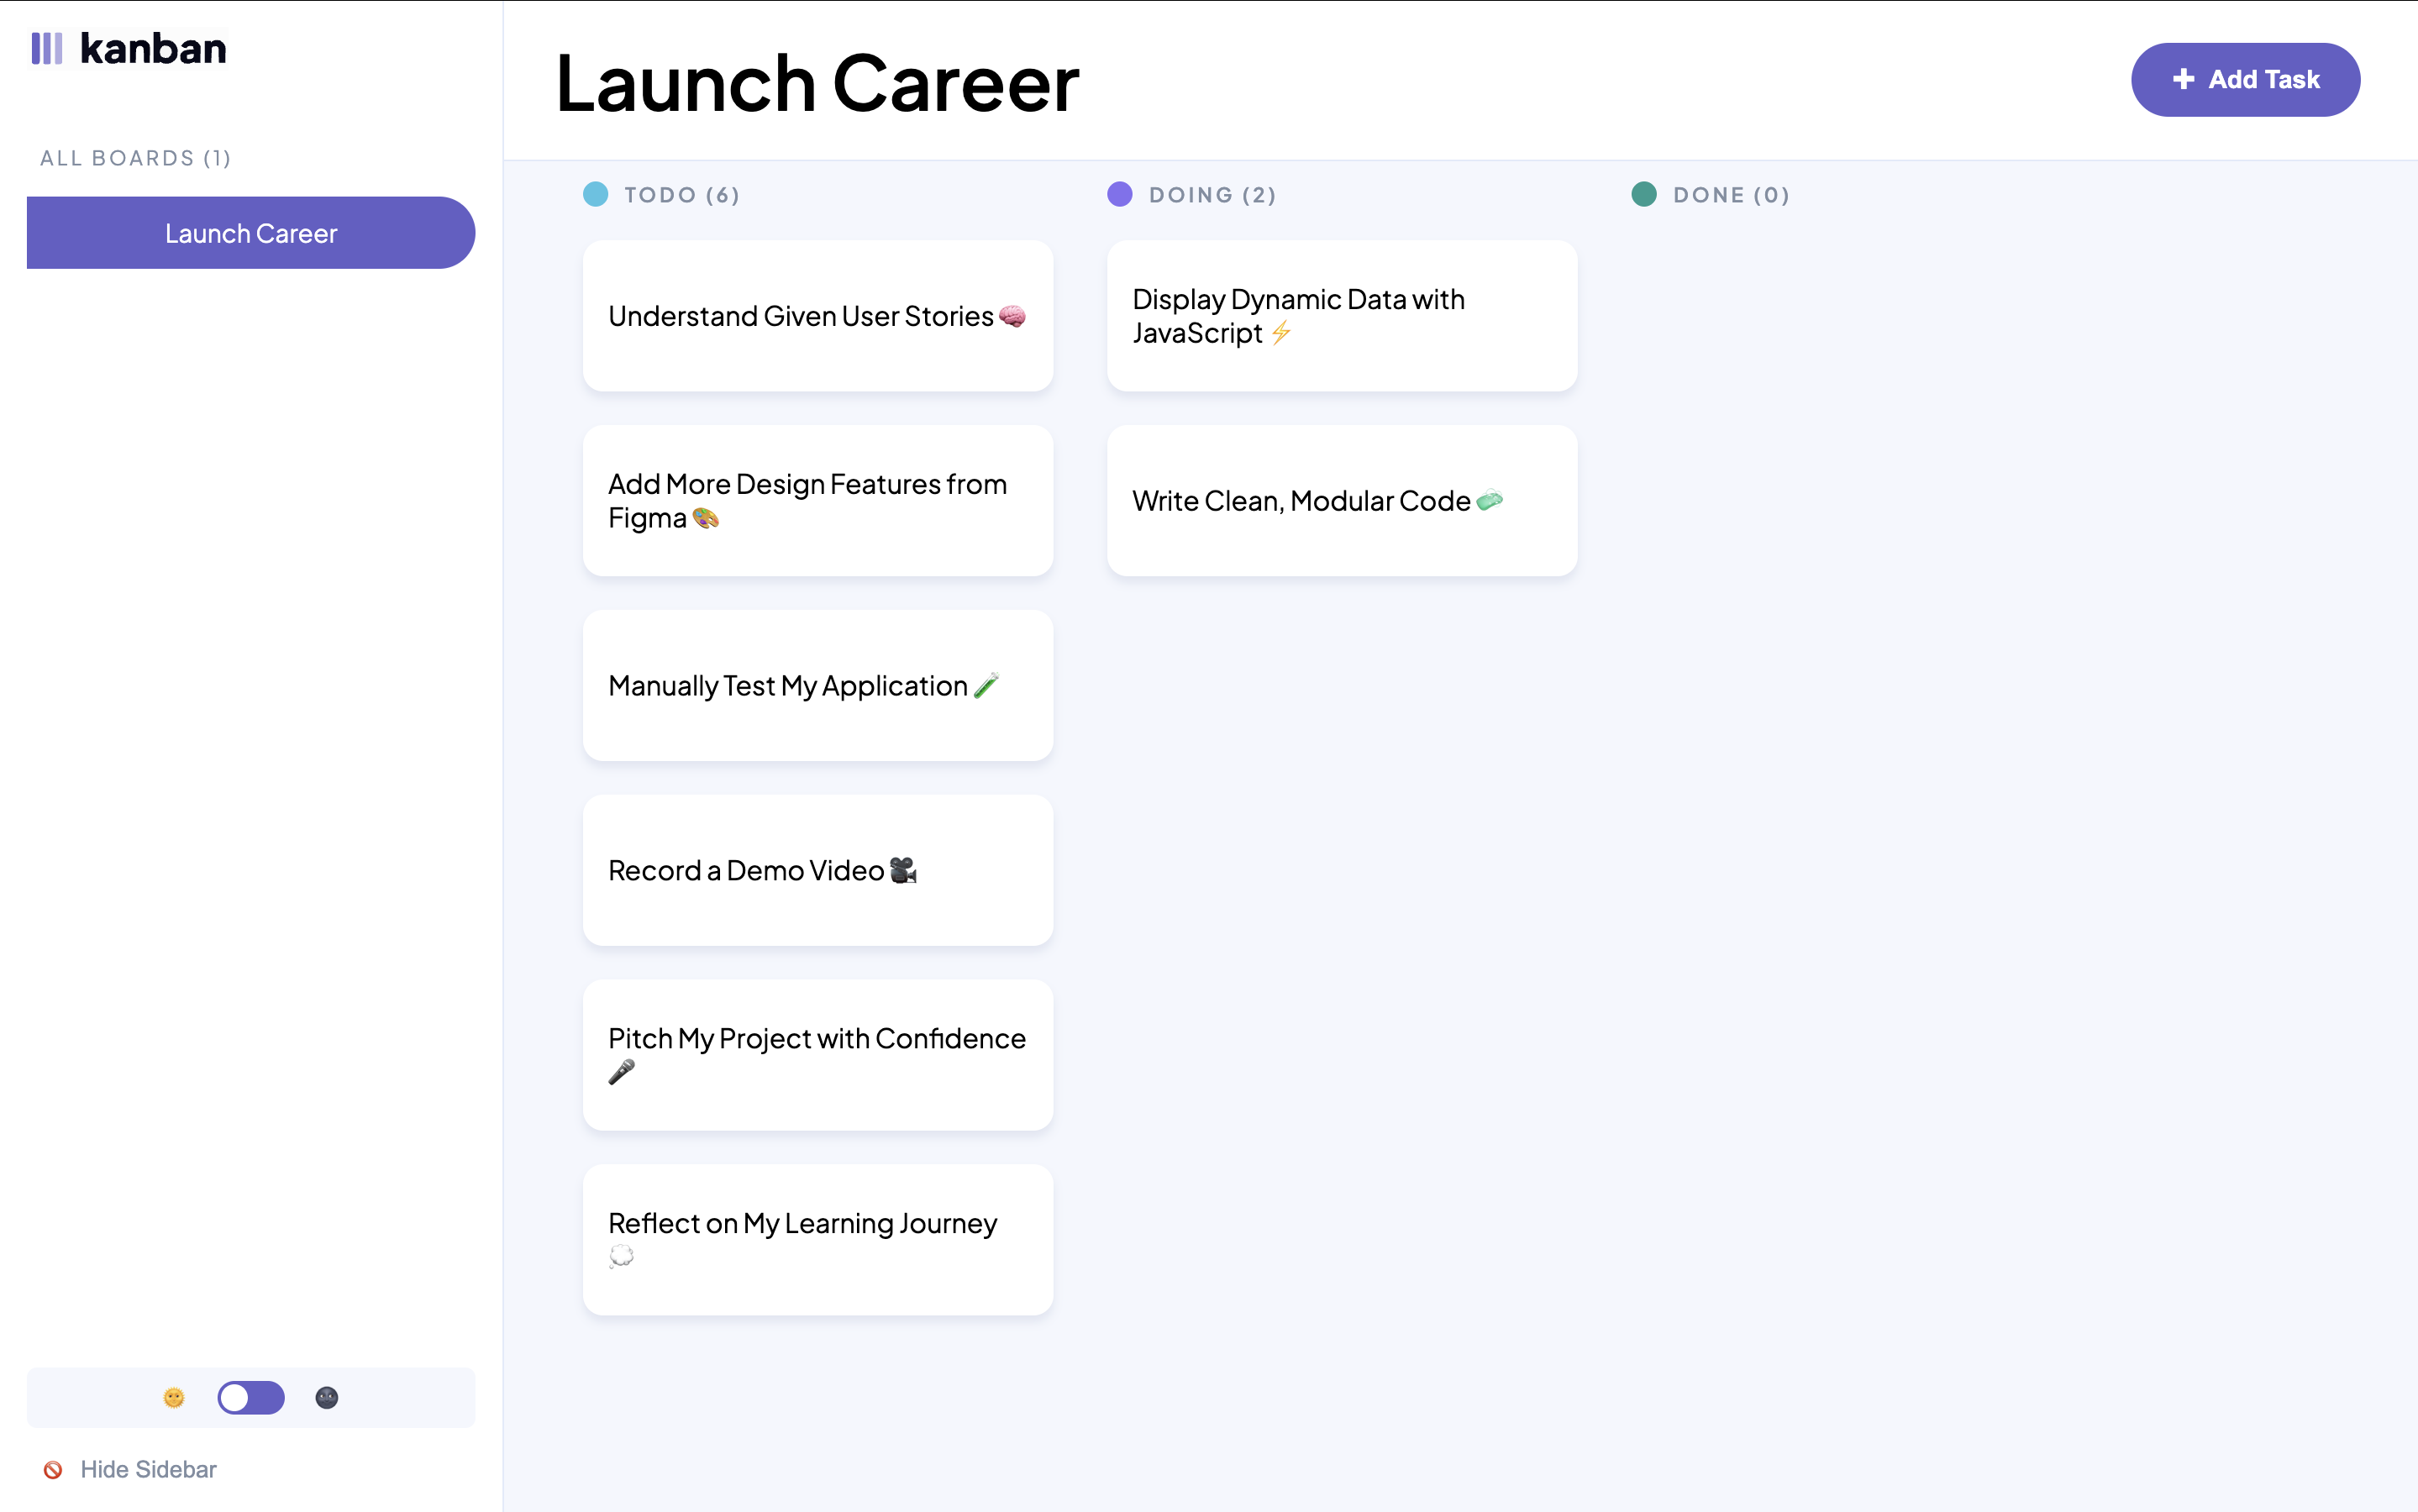 kanban
ALL BOARDS (1)
Launch Career
Hide Sidebar
Launch Career
Add Task
TODO (6)
Understand Given User Stories 🧠
Add More Design Features from
Figma 🎨
Manually Test My Application 🧪
Record a Demo Video 🎥
Pitch My Project with Confidence
🎤
Reflect on My Learning Journey
💭
DOING (2)
Display Dynamic Data with
JavaScript ⚡
Write Clean, Modular Code 🧼
DONE (0)